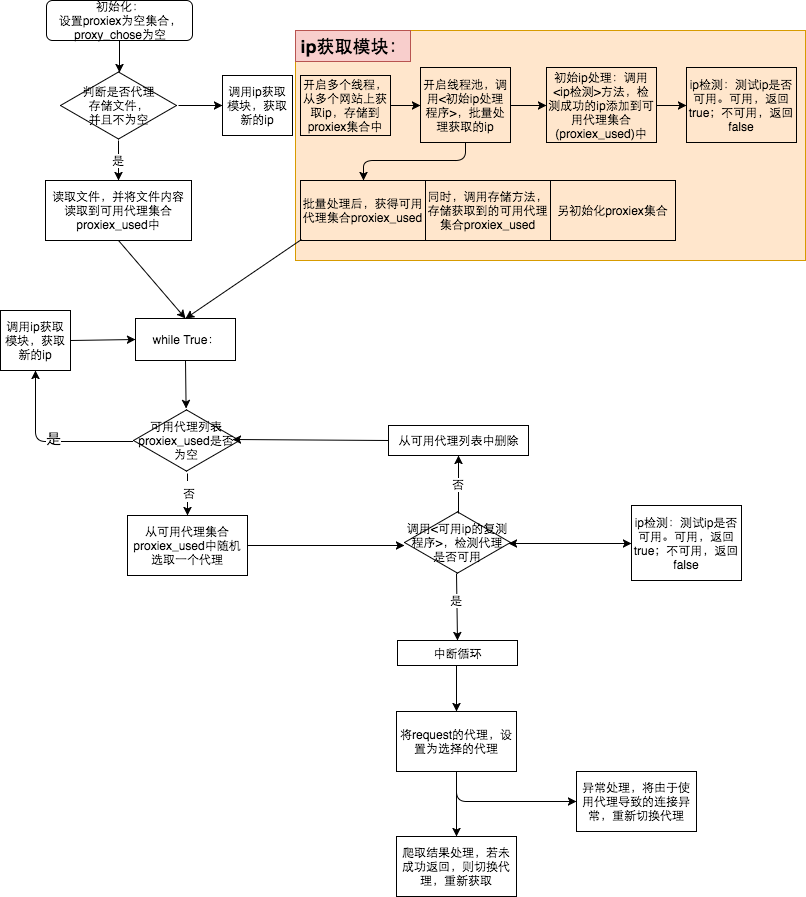 初始化：
设置proxiex为空集合，
proxy_chose为空
判断是否代理
存储文件，
并且不为空
调用ip获取
模块，获取
新的ip
是
读取文件，并将文件内容
读取到可用代理集合
proxiex_used中
ip获取模块：
开启多个线程，
从多个网站上获
取ip，存储到
proxiex集合中
开启线程池，调
用<初始ip处理
程序>，批量处
理获取的ip
初始ip处理：调用
<ip检测>方法，检
测成功的ip添加到可
用代理集合
(proxiex_used)中
ip检测：测试ip是否
可用。可用，返回
true；不可用，返回
false
批量处理后，获得可用
代理集合proxiex_used
同时，调用存储方法，
存储获取到的可用代理
集合proxiex_used
另初始化proxiex集合
调用ip获取
模块，获取
新的ip
while True：
是
可用代理列表
proxiex_used是否
为空
从可用代理列表中删除
否
否
从可用代理集合
proxiex_used中随机
选取一个代理
调用<可用ip的复测
程序>，检测代理
是否可用
ip检测：测试ip是否
可用。可用，返回
true；不可用，返回
false
是
中断循环
将request的代理，设
置为选择的代理
异常处理，将由于使
用代理导致的连接异
常，重新切换代理
爬取结果处理，若未
成功返回，则切换代
理，重新获取